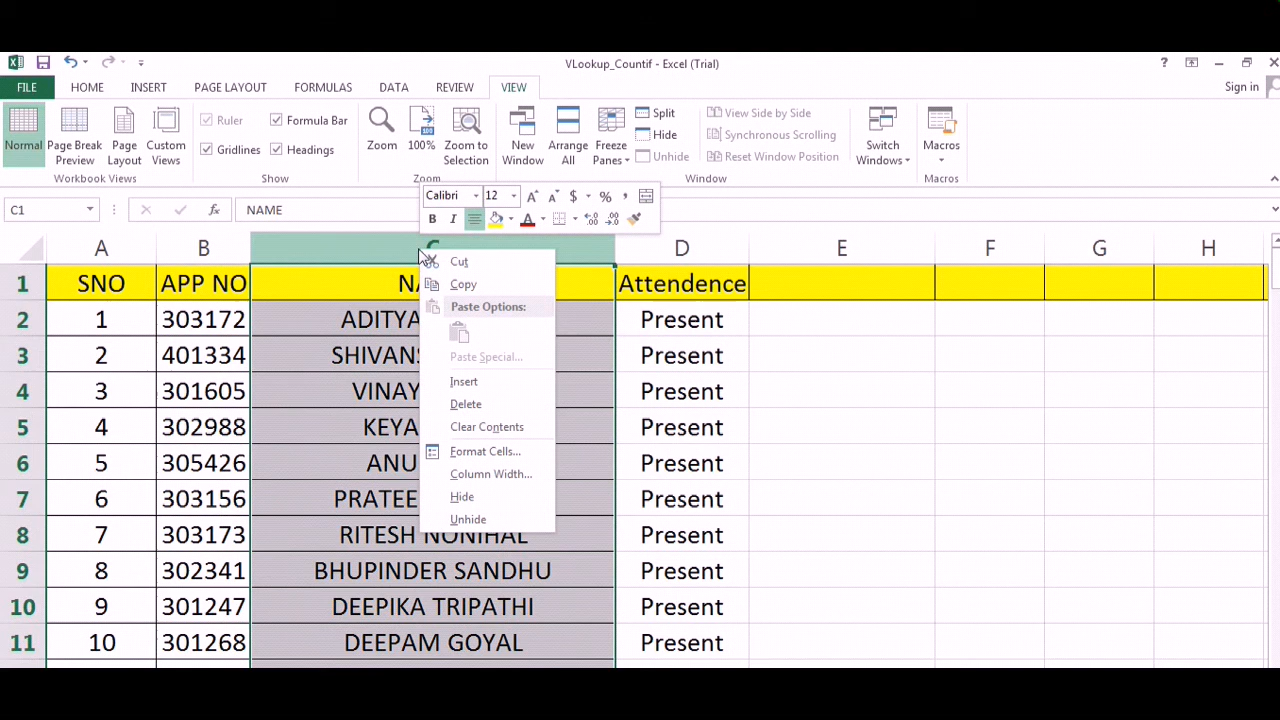 VLookup_Countif - Excel (Trial)
FILE HOME INSERT PAGE LAYOUT FORMULAS DATA REVIEW VIEW Sign in
Normal
Page Break Preview
Page Layout
Custom Views
Workbook Views
Ruler
Formula Bar
Gridlines
Headings
Show
Zoom
100
100%
Zoom to Selection
Zoom
New Window
Arrange All
Freeze Panes
Split
Hide
Unhide
View Side by Side
Synchronous Scrolling
Reset Window Position
Window
Switch Windows
Macros
Macros
Calibri 12 A A $ % ,
B I A .00 .00
C1 fx NAME
A B C D E F G H
1 SNO APP NO Attendence
2 1 303172 Present
3 2 401334 Present
4 3 301605 Present
5 4 302988 Present
6 5 305426 Present
7 6 303156 Present
8 7 303173 RITESH NONIHAL Present
9 8 302341 BHUPINDER SANDHU Present
10 9 301247 DEEPIKA TRIPATHI Present
11 10 301268 DEEPAM GOYAL Present
Cut
Copy
Paste Options:
Paste Special...
Insert
Delete
Clear Contents
Format Cells...
Column Width...
Hide
Unhide